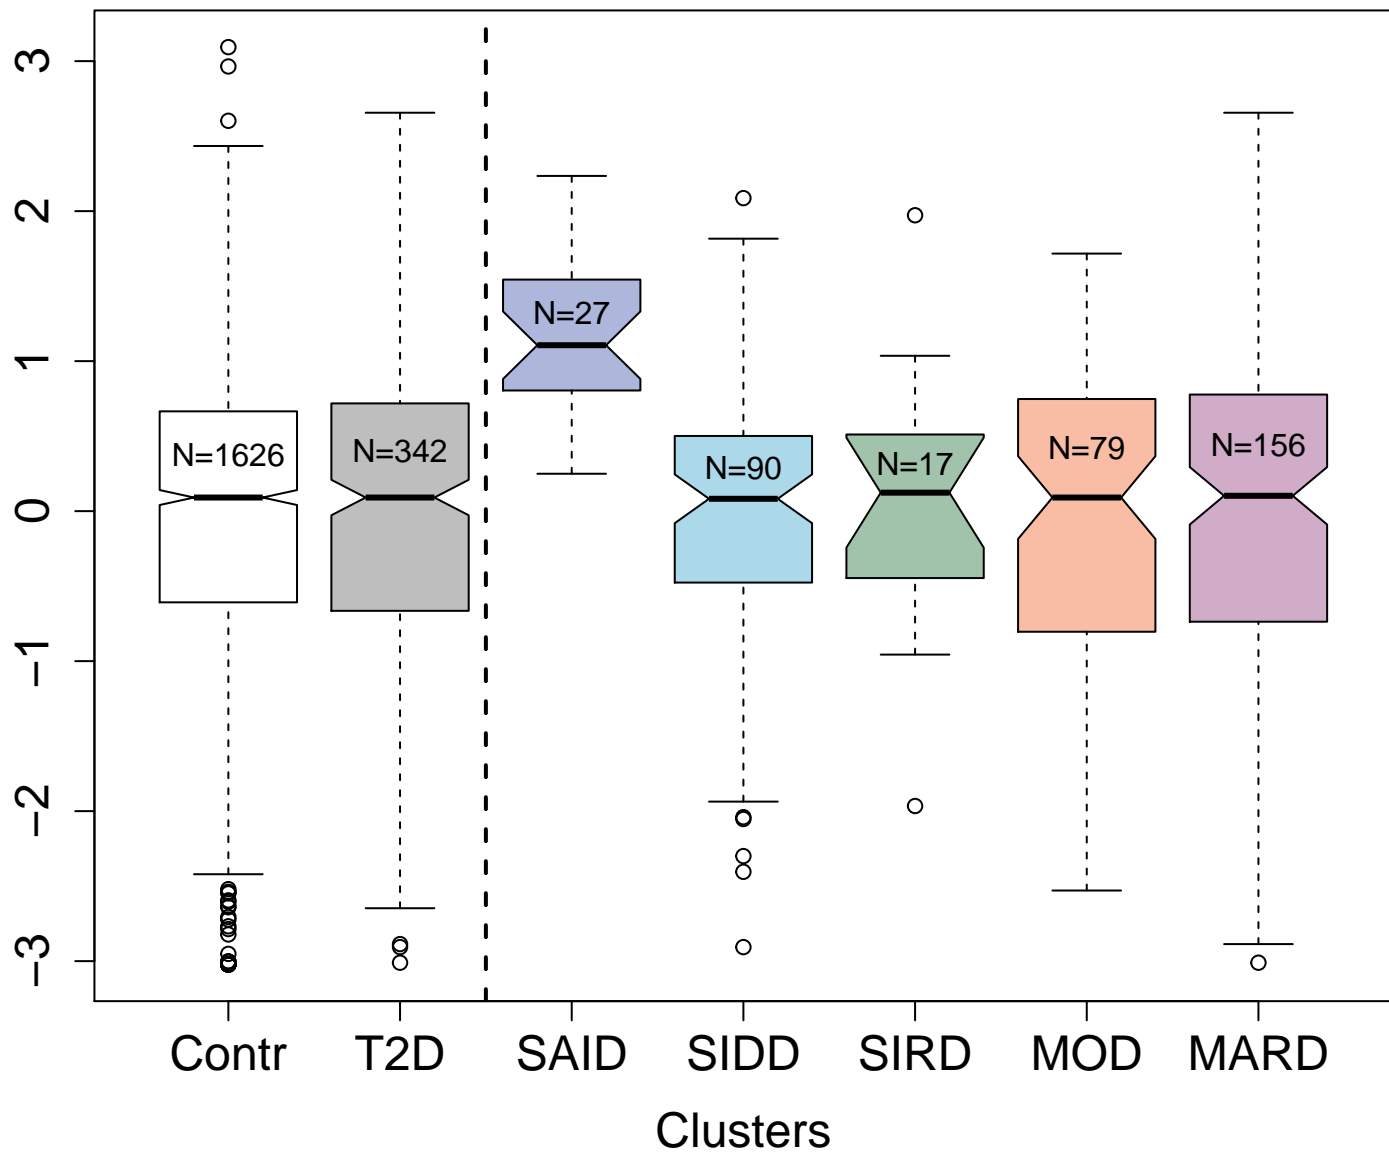 3
2
1
0
−1
−2
−3
N=1626
N=342
N=27
N=90
N=17
N=79
N=156
Contr T2D SAID SIDD SIRD MOD MARD
Clusters